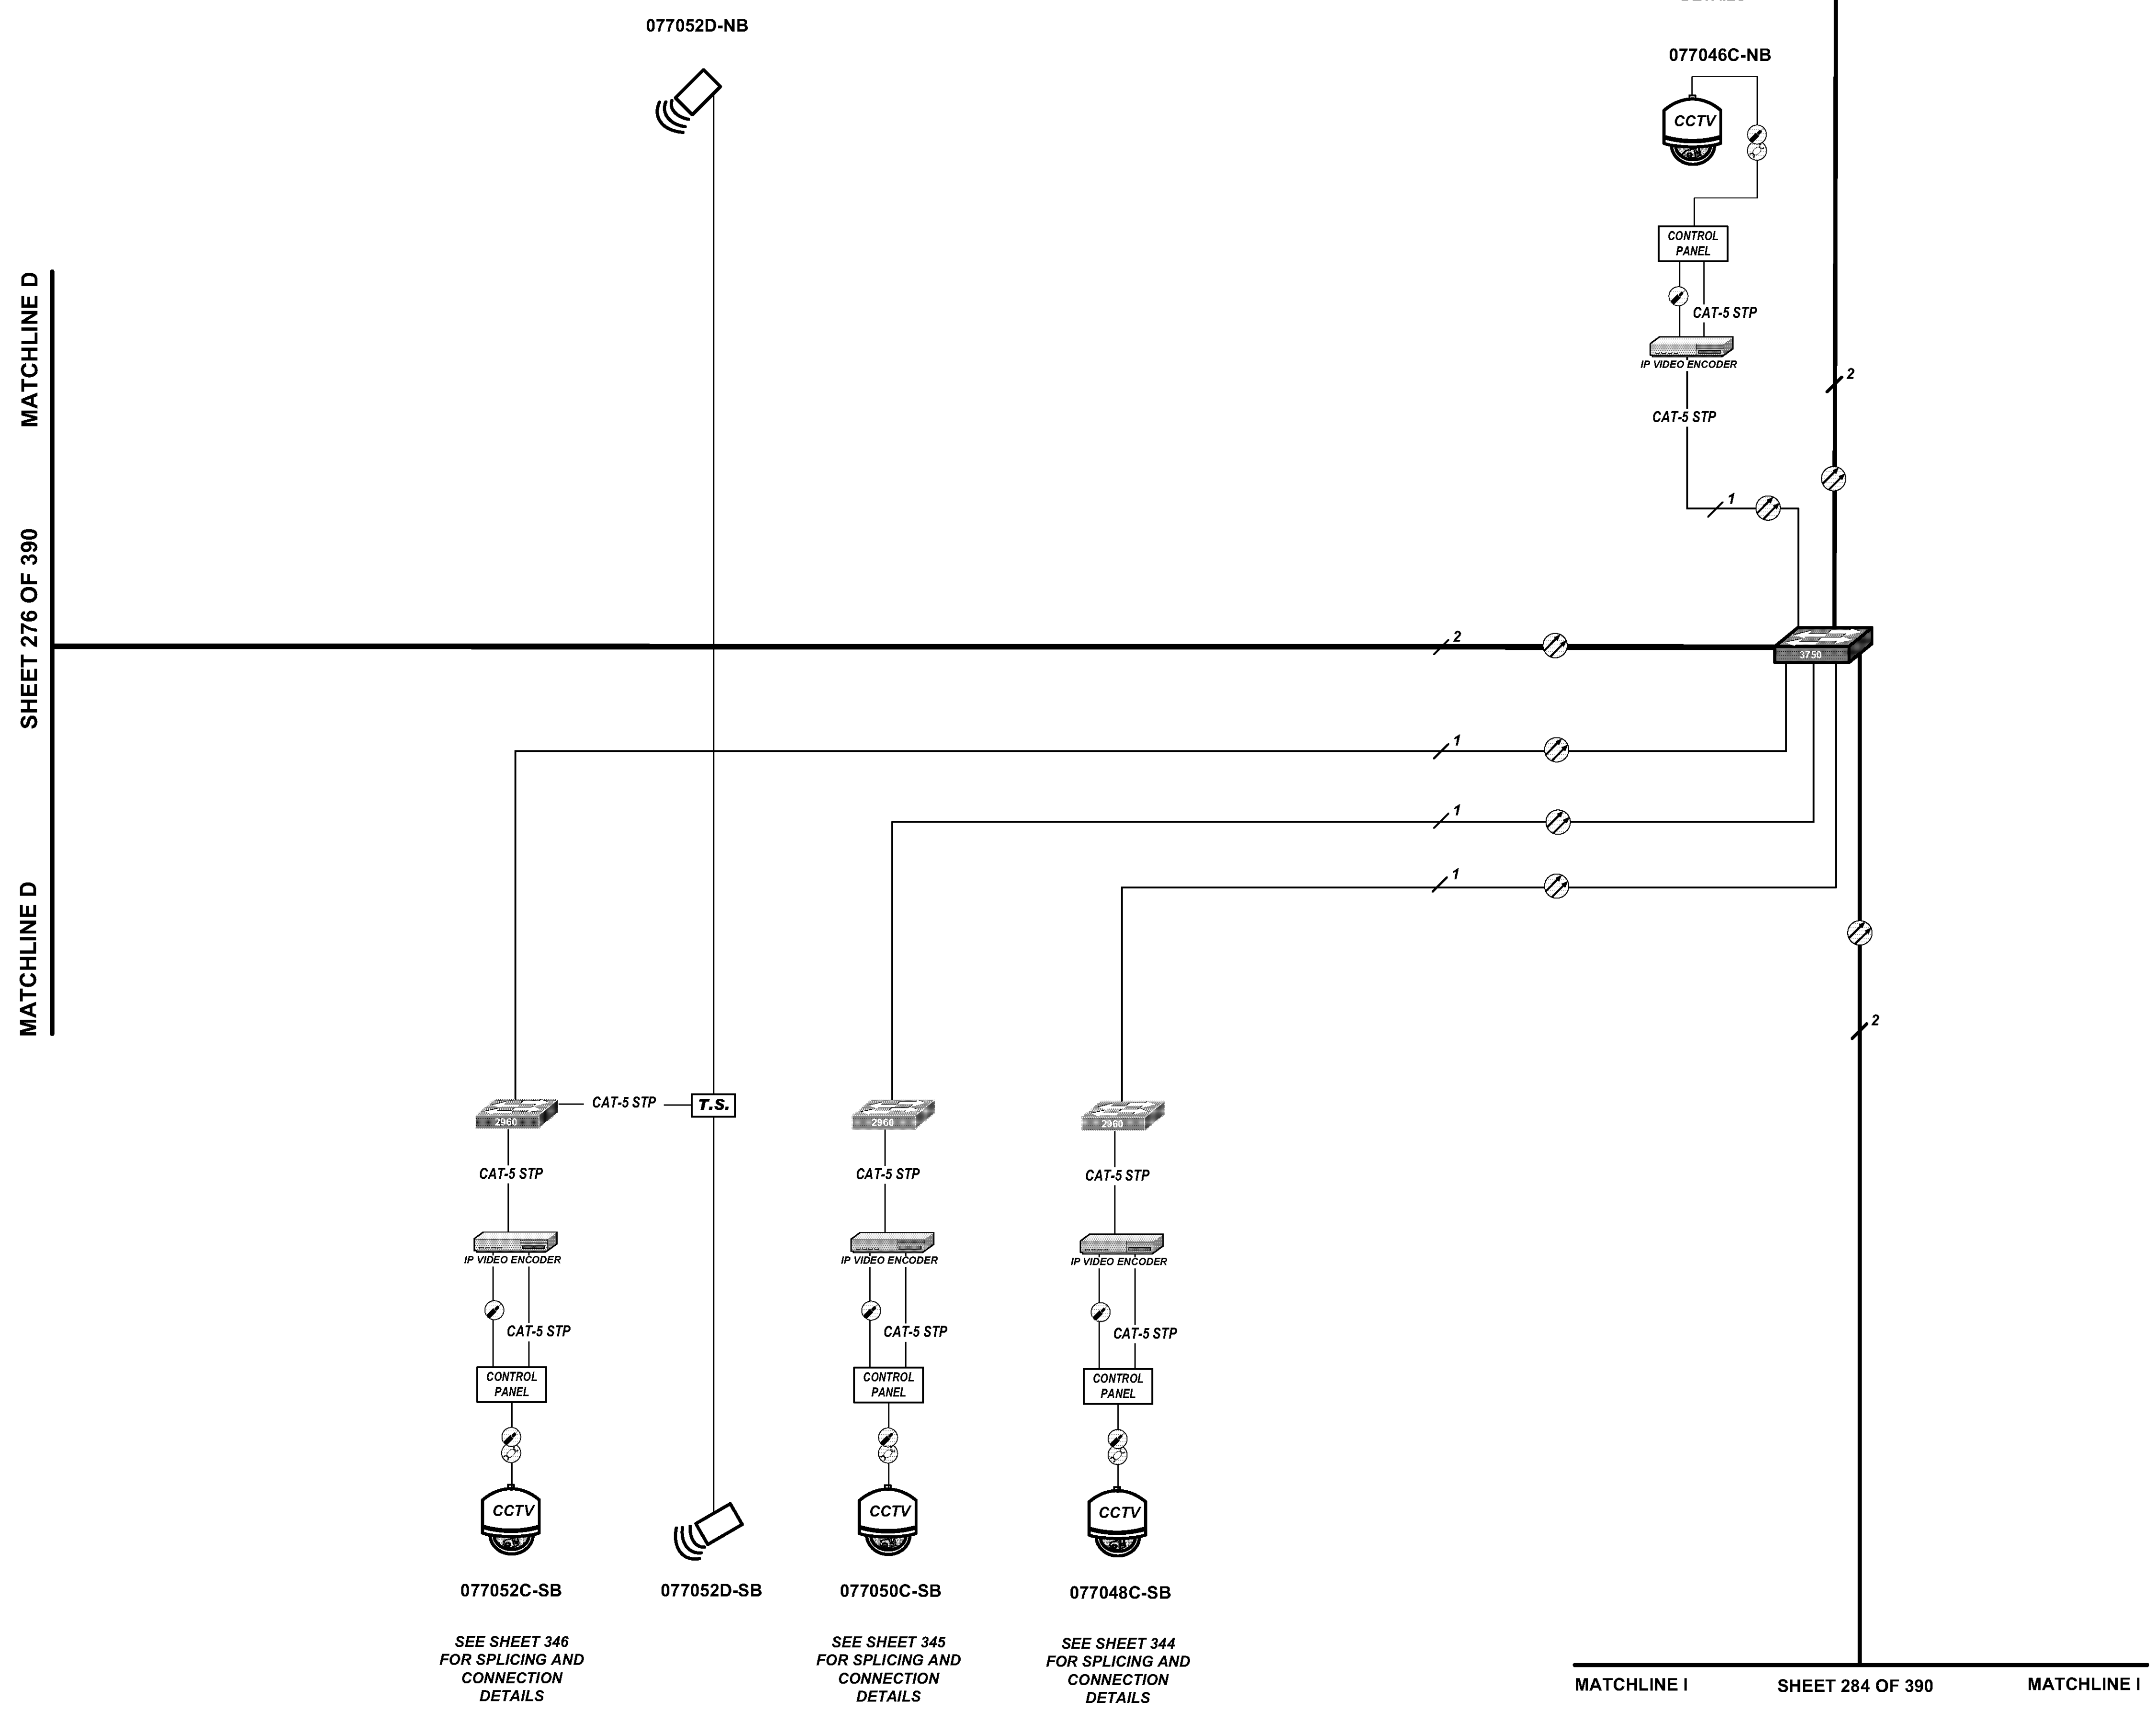 077052D-NB
077046C-NB
CCTV
CONTROL
PANEL
CAT-5 STP
IP VIDEO ENCODER
CAT-5 STP
1
2
MATCHLINE D
SHEET 276 OF 390
MATCHLINE D
2
3750
1
1
1
2
2960
CAT-5 STP
T.S.
2960
2960
CAT-5 STP
CAT-5 STP
CAT-5 STP
IP VIDEO ENCODER
IP VIDEO ENCODER
IP VIDEO ENCODER
CAT-5 STP
CAT-5 STP
CAT-5 STP
CONTROL
PANEL
CONTROL
PANEL
CONTROL
PANEL
CCTV
CCTV
CCTV
077052C-SB
077052D-SB
077050C-SB
077048C-SB
SEE SHEET 346
FOR SPLICING AND
CONNECTION
DETAILS
SEE SHEET 345
FOR SPLICING AND
CONNECTION
DETAILS
SEE SHEET 344
FOR SPLICING AND
CONNECTION
DETAILS
MATCHLINE I
SHEET 284 OF 390
MATCHLINE I